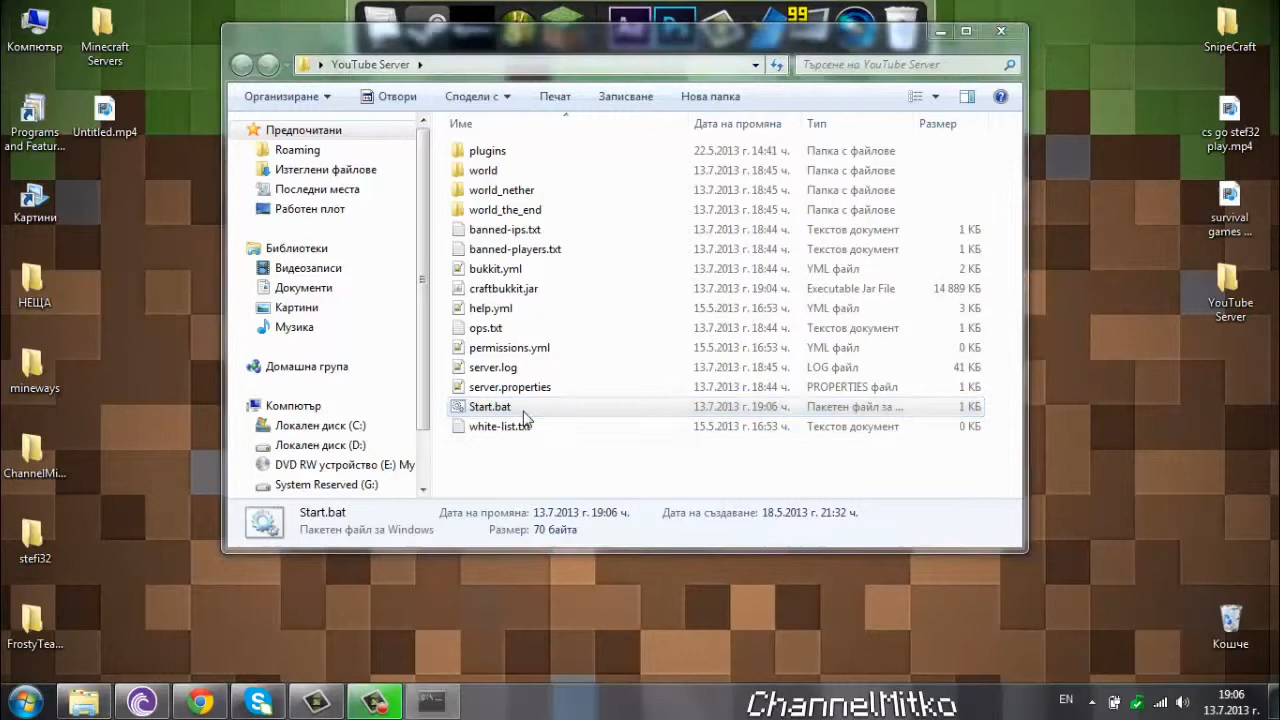 99
Компютър
Minecraft
Servers
Programs
and Featur...
Untitled.mp4
Картини
НЕЩА
mineways
ChannelMi...
stefi32
FrostyTea...
YouTube Server
Търсене на YouTube Server
Организиране
Отвори
Сподели с
Печат
Записване
Нова папка
Предпочитани
Roaming
Изтеглени файлове
Последни места
Работен плот
Библиотеки
Видеозаписи
Документи
Картини
Музика
Домашна група
Компютър
Локален диск (C:)
Локален диск (D:)
DVD RW устройство (E:) My
System Reserved (G:)
Име Дата на промяна Тип Размер
plugins 22.5.2013 г. 14:41 ч. Папка с файлове
world 13.7.2013 г. 18:45 ч. Папка с файлове
world_nether 13.7.2013 г. 18:45 ч. Папка с файлове
world_the_end 13.7.2013 г. 18:45 ч. Папка с файлове
banned-ips.txt 13.7.2013 г. 18:44 ч. Текстов документ 1 КБ
banned-players.txt 13.7.2013 г. 18:44 ч. Текстов документ 1 КБ
bukkit.yml 13.7.2013 г. 18:44 ч. YML файл 2 КБ
craftbukkit.jar 13.7.2013 г. 19:04 ч. Executable Jar File 14 889 КБ
help.yml 15.5.2013 г. 16:53 ч. YML файл 3 КБ
ops.txt 13.7.2013 г. 18:44 ч. Текстов документ 1 КБ
permissions.yml 15.5.2013 г. 16:53 ч. YML файл 0 КБ
server.log 13.7.2013 г. 18:45 ч. LOG файл 41 КБ
server.properties 13.7.2013 г. 18:44 ч. PROPERTIES файл 1 КБ
Start.bat 13.7.2013 г. 19:06 ч. Пакетен файл за ... 1 КБ
white-list.txt 15.5.2013 г. 16:53 ч. Текстов документ 0 КБ
Start.bat Дата на промяна: 13.7.2013 г. 19:06 ч. Дата на създаване: 18.5.2013 г. 21:32 ч.
Пакетен файл за Windows Размер: 70 байта
SnipeCraft
cs go stef32
play.mp4
survival
games ...
YouTube
Server
Кошче
ChannelMitko
EN
19:06
13.7.2013 г.